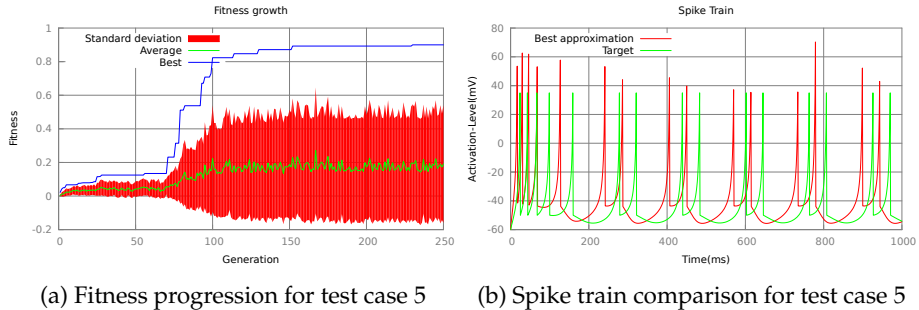 Fitness growth
1
0.8
0.6
0.4
0.2
0
-0.2
Fitness
Standard deviation
Average
Best
0
50
100
150
200
250
Generation
(a) Fitness progression for test case 5
Spike Train
80
60
40
20
0
-20
-40
-60
Activation-Level(mV)
Best approximation
Target
0
200
400
600
800
1000
Time(ms)
(b) Spike train comparison for test case 5